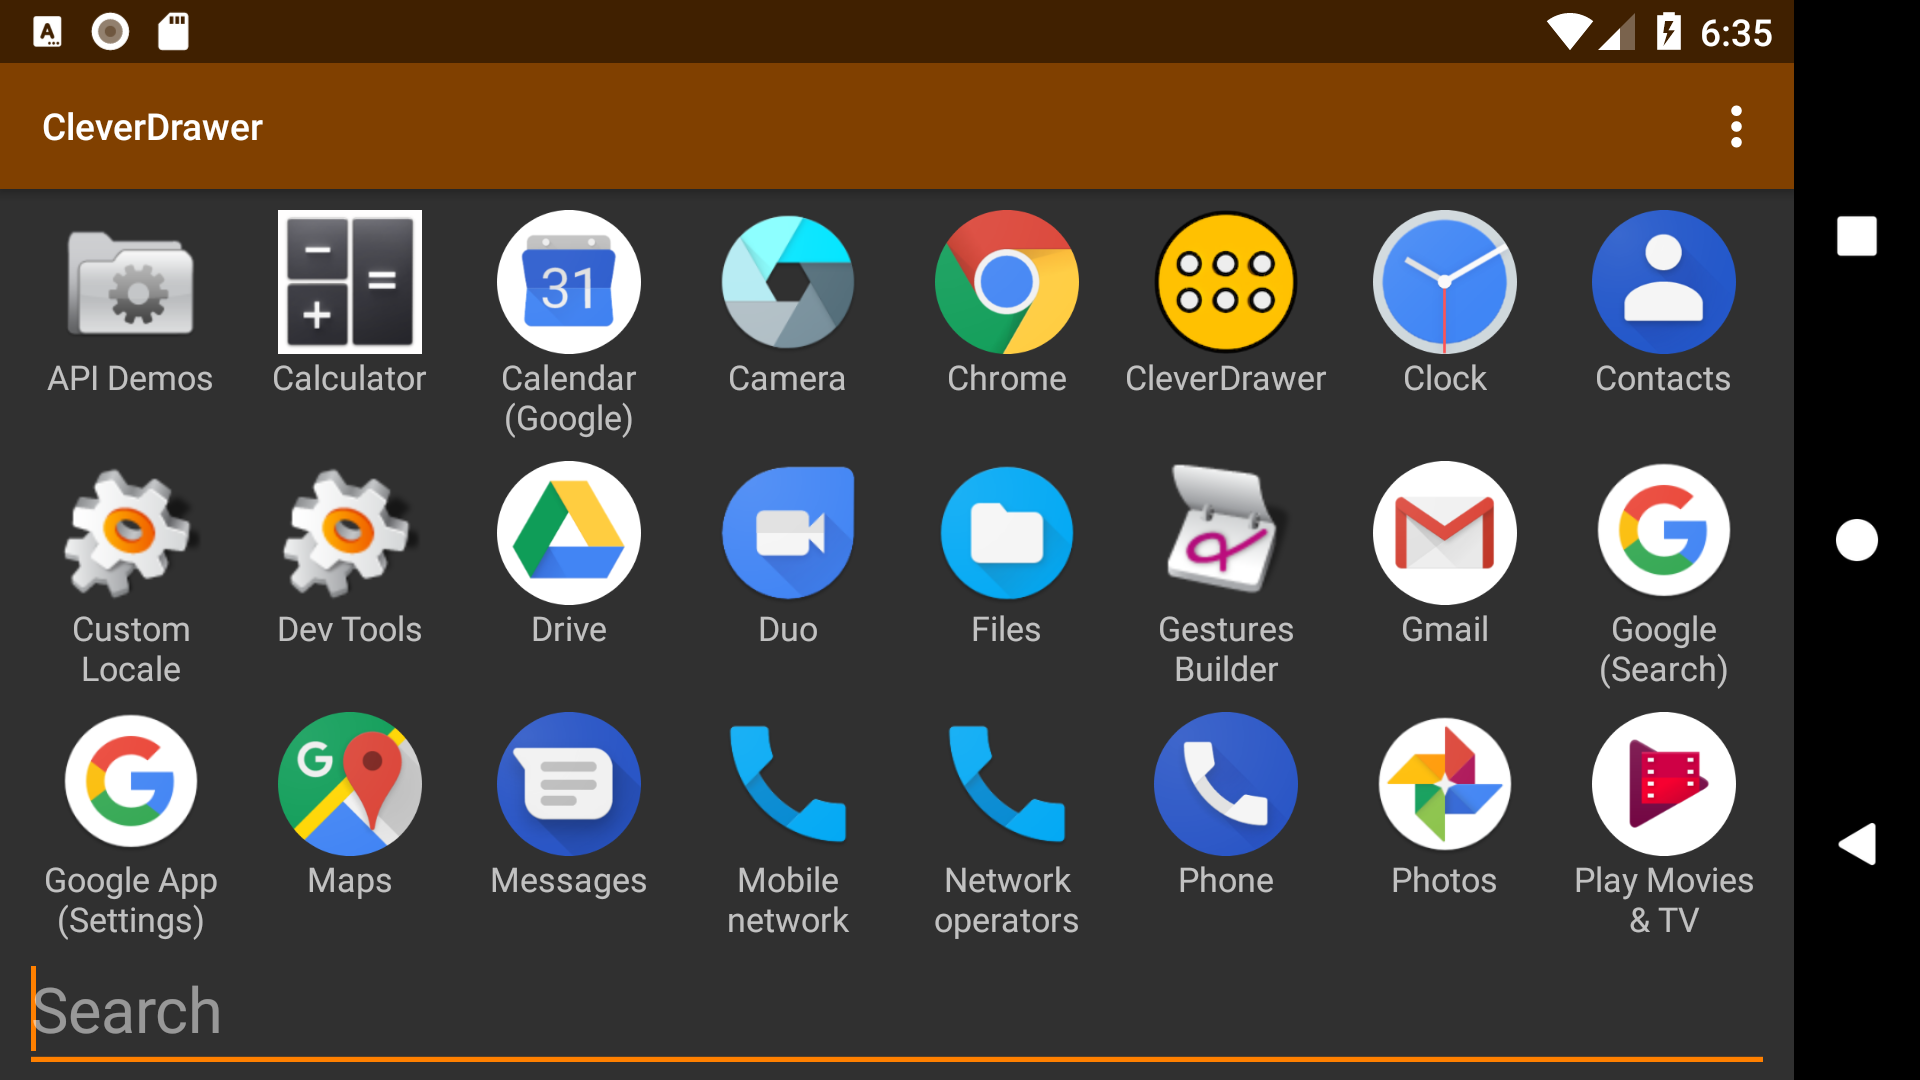 6:35
CleverDrawer
31
API Demos
Calculator
Calendar
(Google)
Camera
Chrome
CleverDrawer
Clock
Contacts
Custom
Locale
Dev Tools
Drive
Duo
Files
Gestures
Builder
Gmail
Google
(Search)
Google App
(Settings)
Maps
Messages
Mobile
network
Network
operators
Phone
Photos
Play Movies
& TV
Search